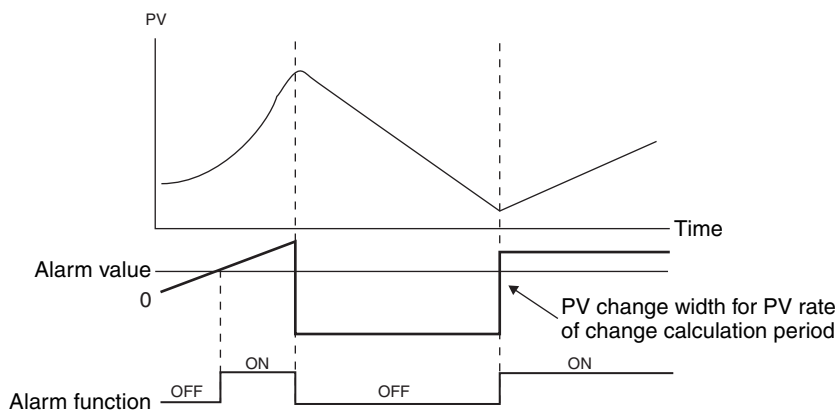 PV
Time
Alarm value
0
PV change width for PV rate
of change calculation period
ON
ON
OFF
OFF
Alarm function